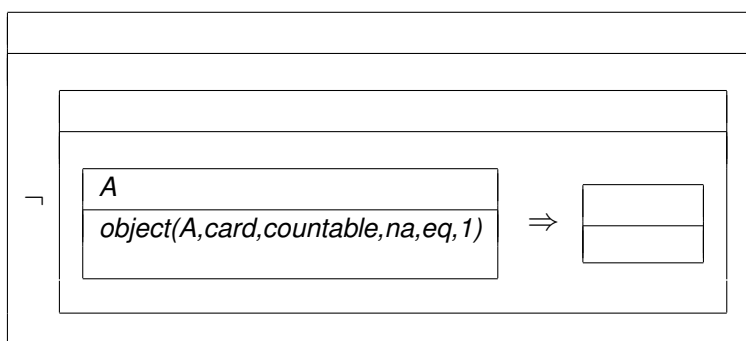 A
¬ object(A,card,countable,na,eq,1) ⇒